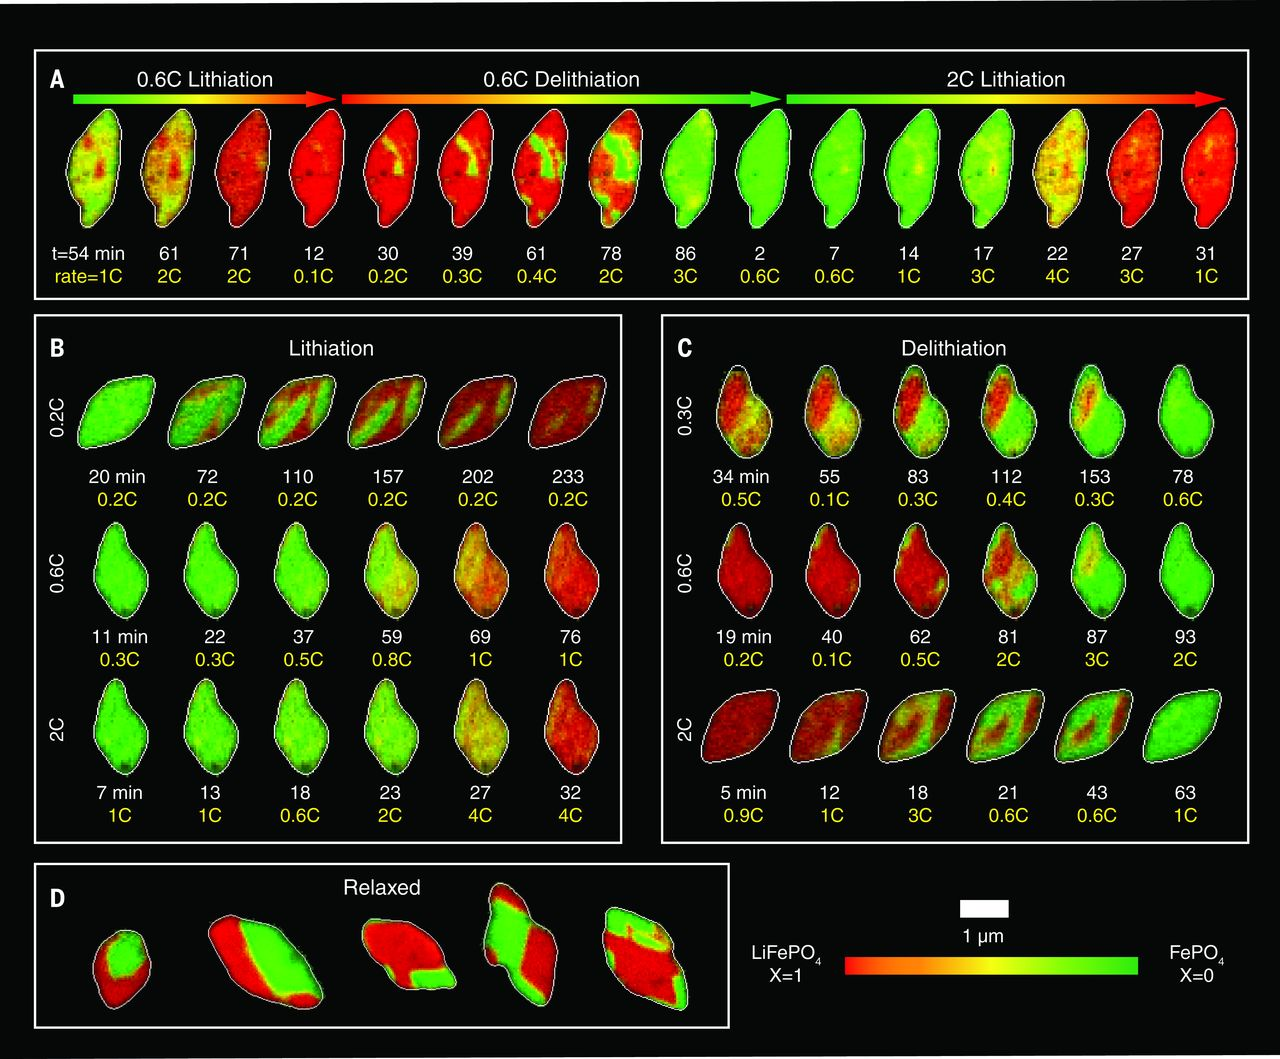 A
0.6C Lithiation 0.6C Delithiation 2C Lithiation
t=54 min 61 71 12 30 39 61 78 86 2 7 14 17 22 27 31
rate=1C 2C 2C 0.1C 0.2C 0.3C 0.4C 2C 3C 0.6C 0.6C 1C 3C 4C 3C 1C
B
Lithiation
0.2C
20 min 72 110 157 202 233
0.2C 0.2C 0.2C 0.2C 0.2C 0.2C
0.6C
11 min 22 37 59 69 76
0.3C 0.3C 0.5C 0.8C 1C 1C
2C
7 min 13 18 23 27 32
1C 1C 0.6C 2C 4C 4C
C
Delithiation
0.3C
34 min 55 83 112 153 78
0.5C 0.1C 0.3C 0.4C 0.3C 0.6C
0.6C
19 min 40 62 81 87 93
0.2C 0.1C 0.5C 2C 3C 2C
2C
5 min 12 18 21 43 63
0.9C 1C 3C 0.6C 0.6C 1C
D
Relaxed
1 μm
LiFePO₄ FePO₄
X=1 X=0